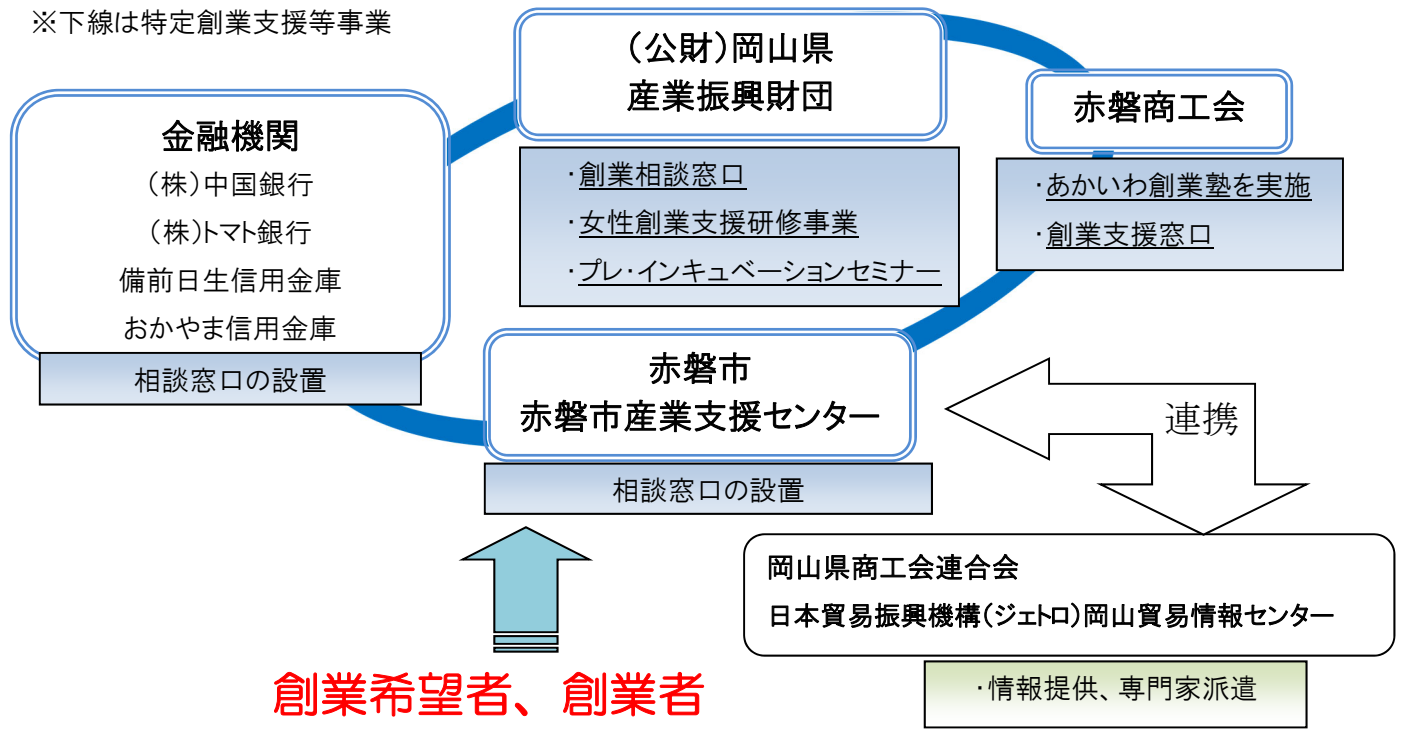 ※下線は特定創業支援等事業
(公財)岡山県
産業振興財団
・創業相談窓口
・女性創業支援研修事業
・プレ・インキュベーションセミナー
赤磐商工会
・あかいわ創業塾を実施
・創業支援窓口
金融機関
(株)中国銀行
(株)トマト銀行
備前日生信用金庫
おかやま信用金庫
相談窓口の設置
赤磐市
赤磐市産業支援センター
相談窓口の設置
連携
岡山県商工会連合会
日本貿易振興機構(ジェトロ)岡山貿易情報センター
・情報提供、専門家派遣
創業希望者、創業者